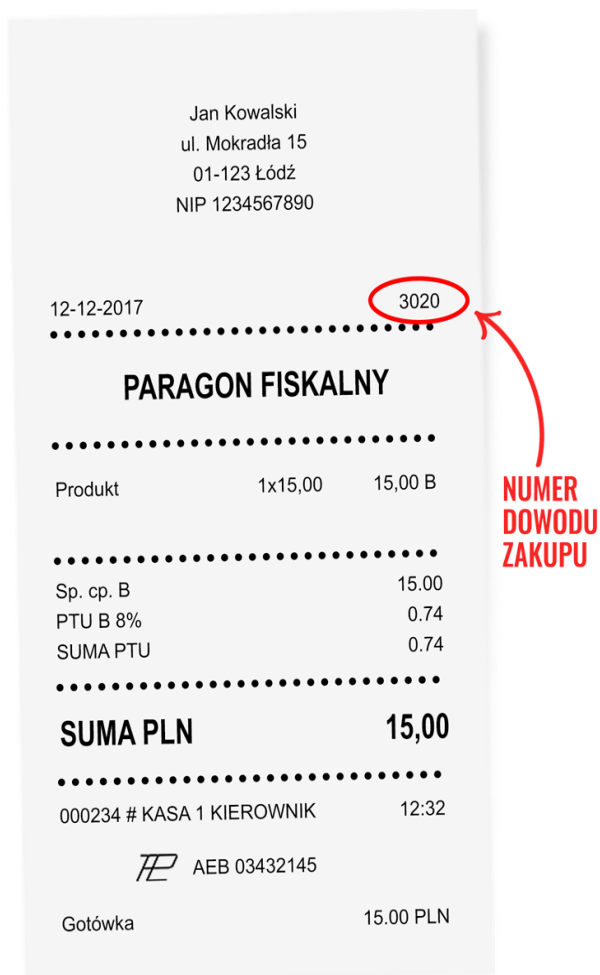 Jan Kowalski
ul. Mokradła 15
01-123 Łódź
NIP 1234567890
12-12-2017 3020
PARAGON FISKALNY
Produkt 1x15,00 15,00 B
Sp. cp. B 15.00
PTU B 8% 0.74
SUMA PTU 0.74
SUMA PLN 15,00
000234 # KASA 1 KIEROWNIK 12:32
AEB 03432145
Gotówka 15.00 PLN
NUMER
DOWODU
ZAKUPU